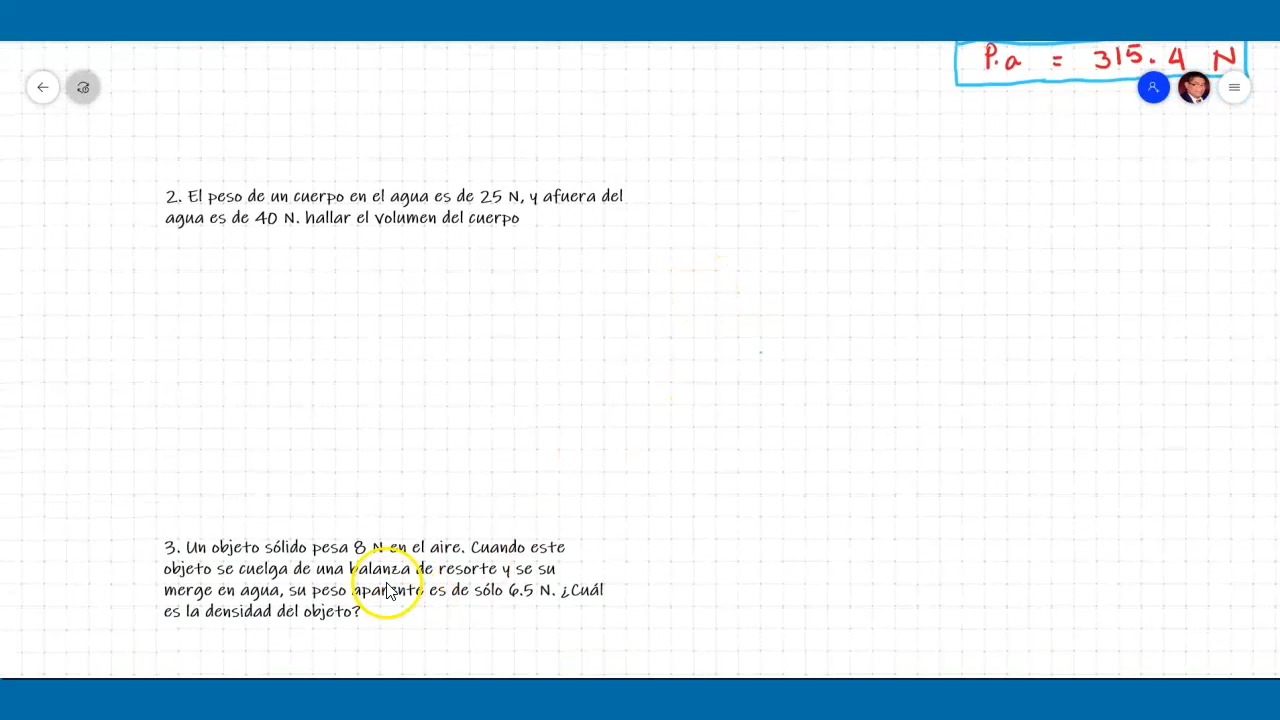 P.a = 315.4 N
2. El peso de un cuerpo en el agua es de 25 N, y afuera del
agua es de 40 N. hallar el volumen del cuerpo
3. Un objeto sólido pesa 8 N en el aire. Cuando este
objeto se cuelga de una balanza de resorte y se su
merge en agua, su peso aparente es de sólo 6.5 N. ¿Cuál
es la densidad del objeto?